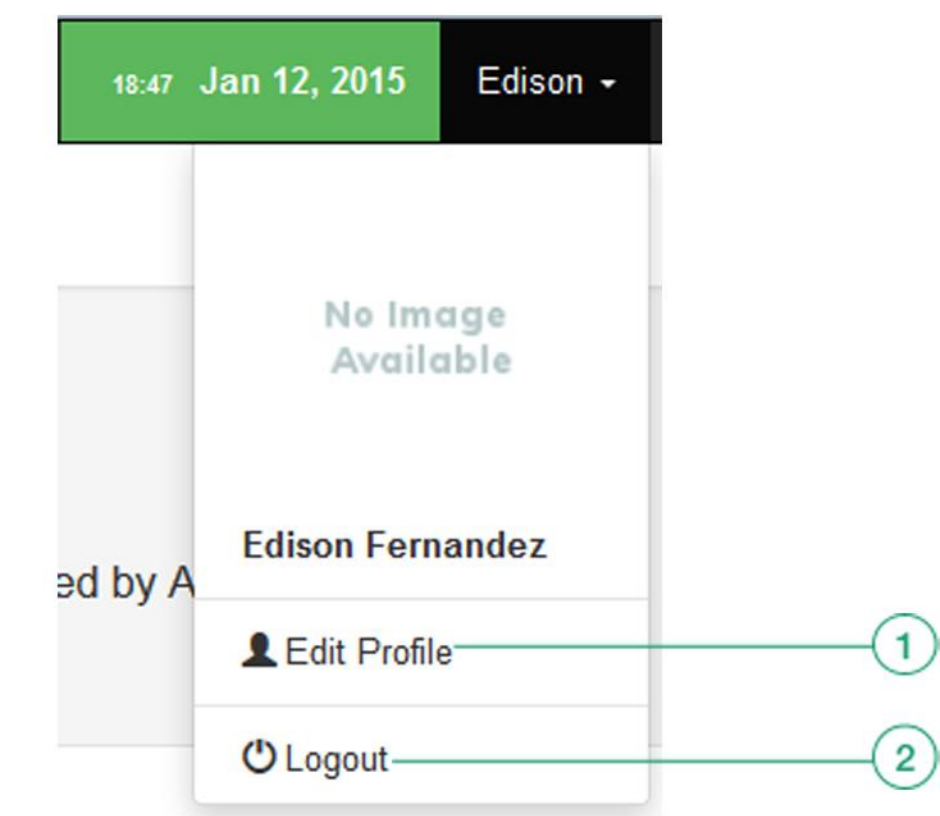 18:47 Jan 12, 2015 Edison
No Image
Available
Edison Fernandez
ed by A
Edit Profile
1
Logout
2